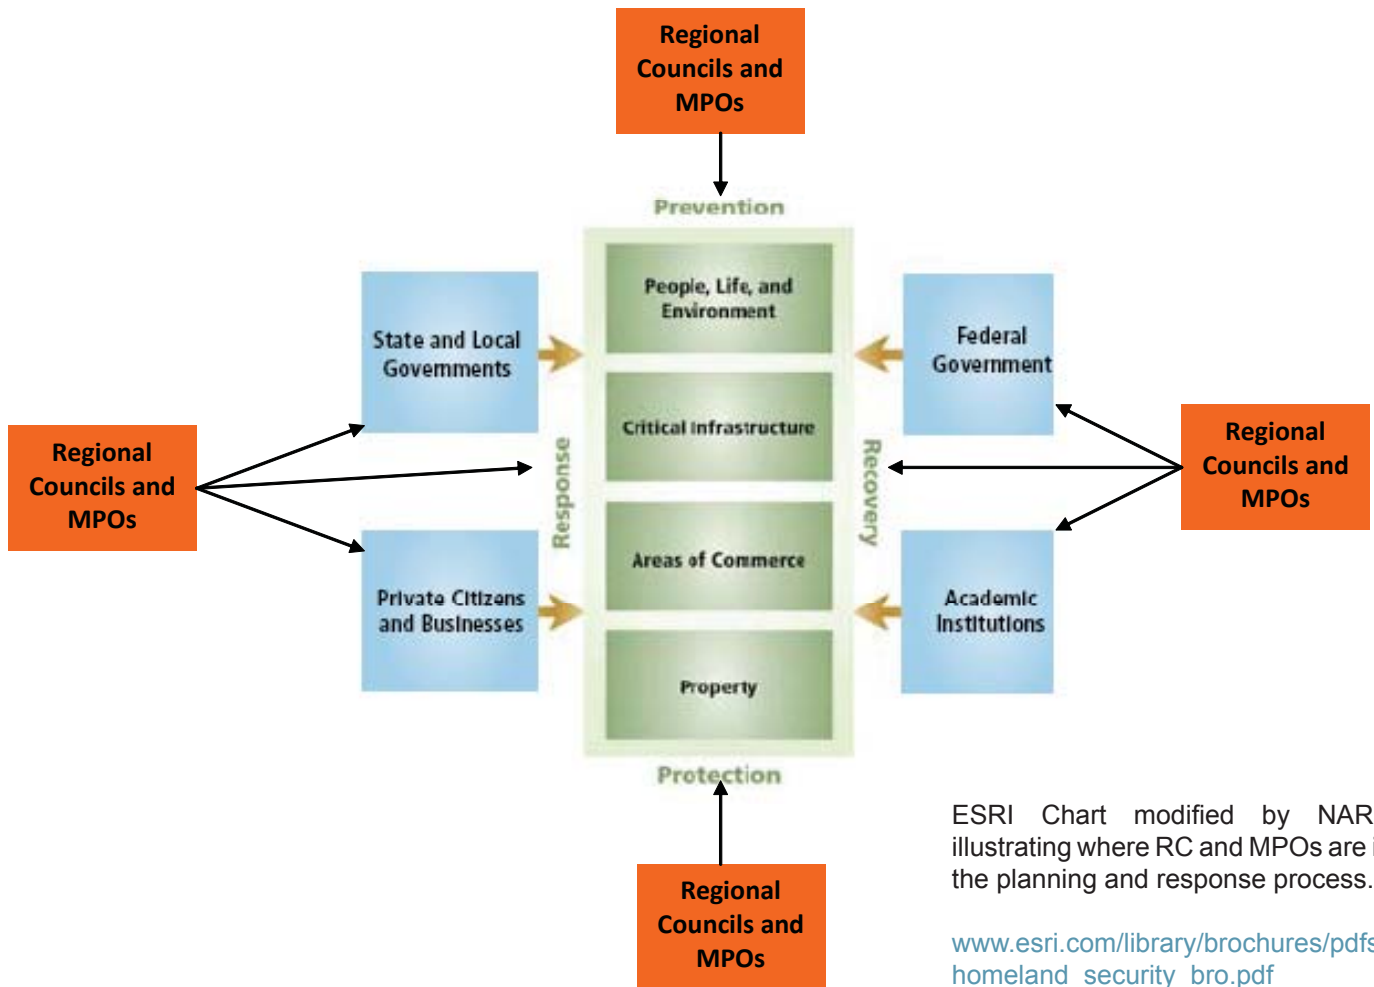 Regional
Councils and
MPOs
Prevention
People, Life, and
Environment
State and Local
Governments
Federal
Government
Critical Infrastructure
Regional
Councils and
MPOs
Response
Recovery
Regional
Councils and
MPOs
Areas of Commerce
Private Citizens
and Businesses
Academic
Institutions
Property
Protection
Regional
Councils and
MPOs
ESRI Chart modified by NAR
illustrating where RC and MPOs are i
the planning and response process.
www.esri.com/library/brochures/pdfs
homeland_security_bro.pdf